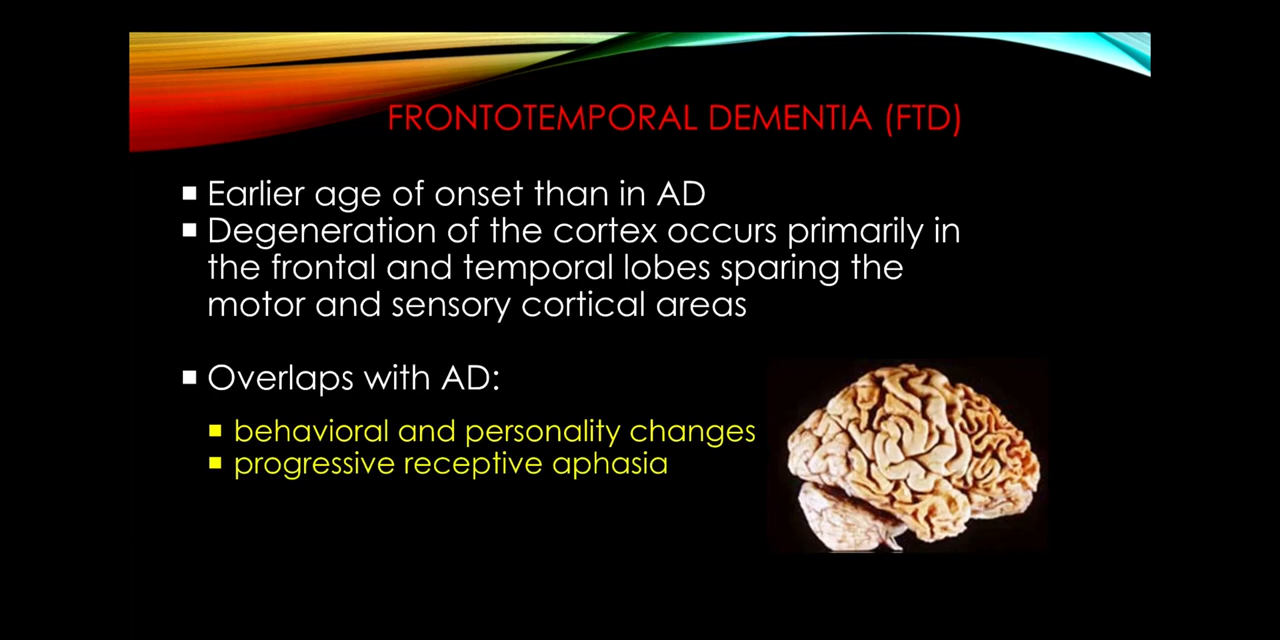 FRONTOTEMPORAL DEMENTIA (FTD)
Earlier age of onset than in AD
Degeneration of the cortex occurs primarily in
the frontal and temporal lobes sparing the
motor and sensory cortical areas
Overlaps with AD:
behavioral and personality changes
progressive receptive aphasia